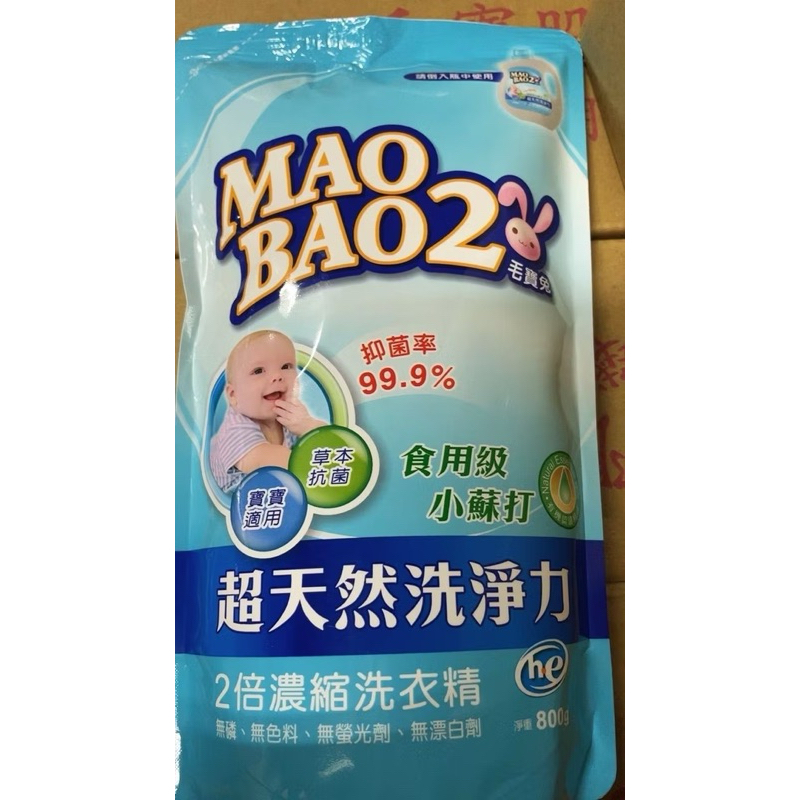 請倒入瓶中使用
MAO
BAO2
MAO
BAO2
毛寶兔
抑菌率
99.9%
草本
抗菌
寶寶
適用
食用級
小蘇打
Natural
超天然洗淨力
he
2倍濃縮洗衣精
無磷、無色料、無螢光劑、無漂白劑
淨重 800g